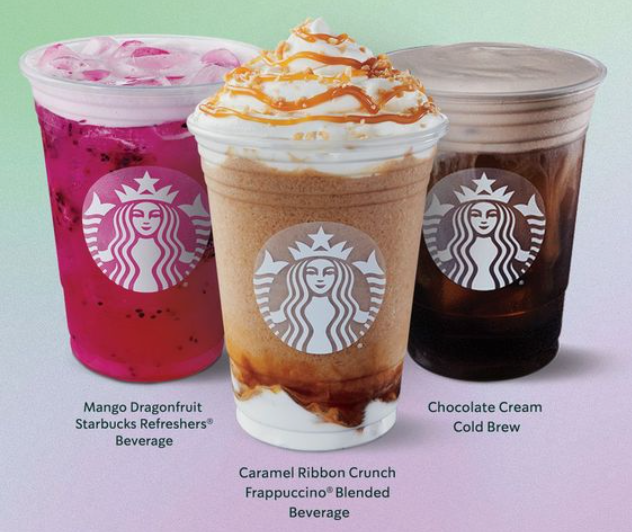 Mango Dragonfruit
Starbucks Refreshers®
Beverage
Caramel Ribbon Crunch
Frappuccino® Blended
Beverage
Chocolate Cream
Cold Brew